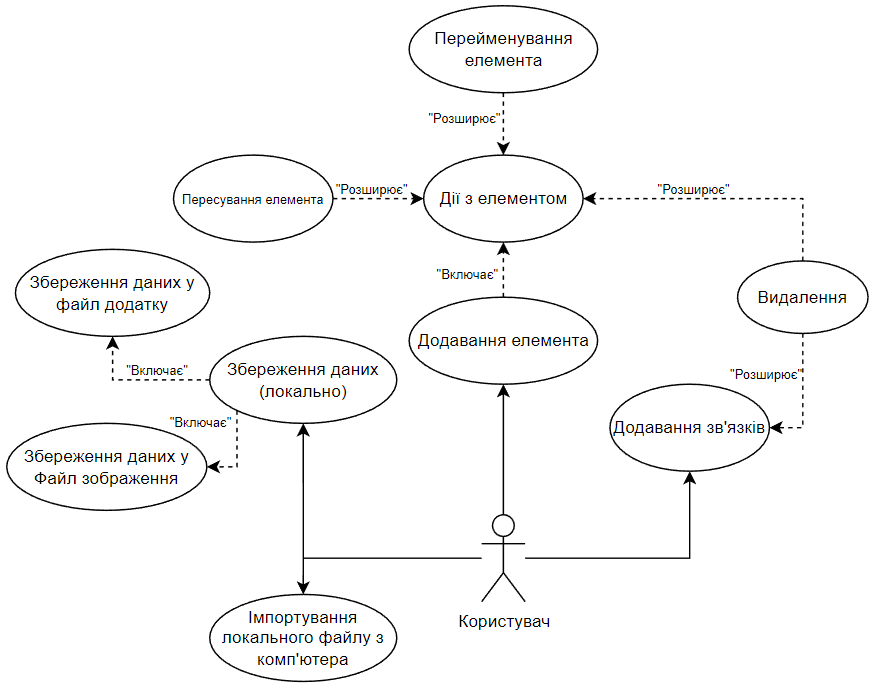 Перейменування
елемента
"Розширює"
Пересування елемента
"Розширює"
Дії з елементом
"Розширює"
Збереження даних у
файл додатку
"Включає"
Видалення
Додавання елемента
"Включає"
Збереження даних
(локально)
"Розширює"
"Включає"
Додавання зв'язків
Збереження даних у
Файл зображення
Імпортування
локального файлу з
комп'ютера
Користувач